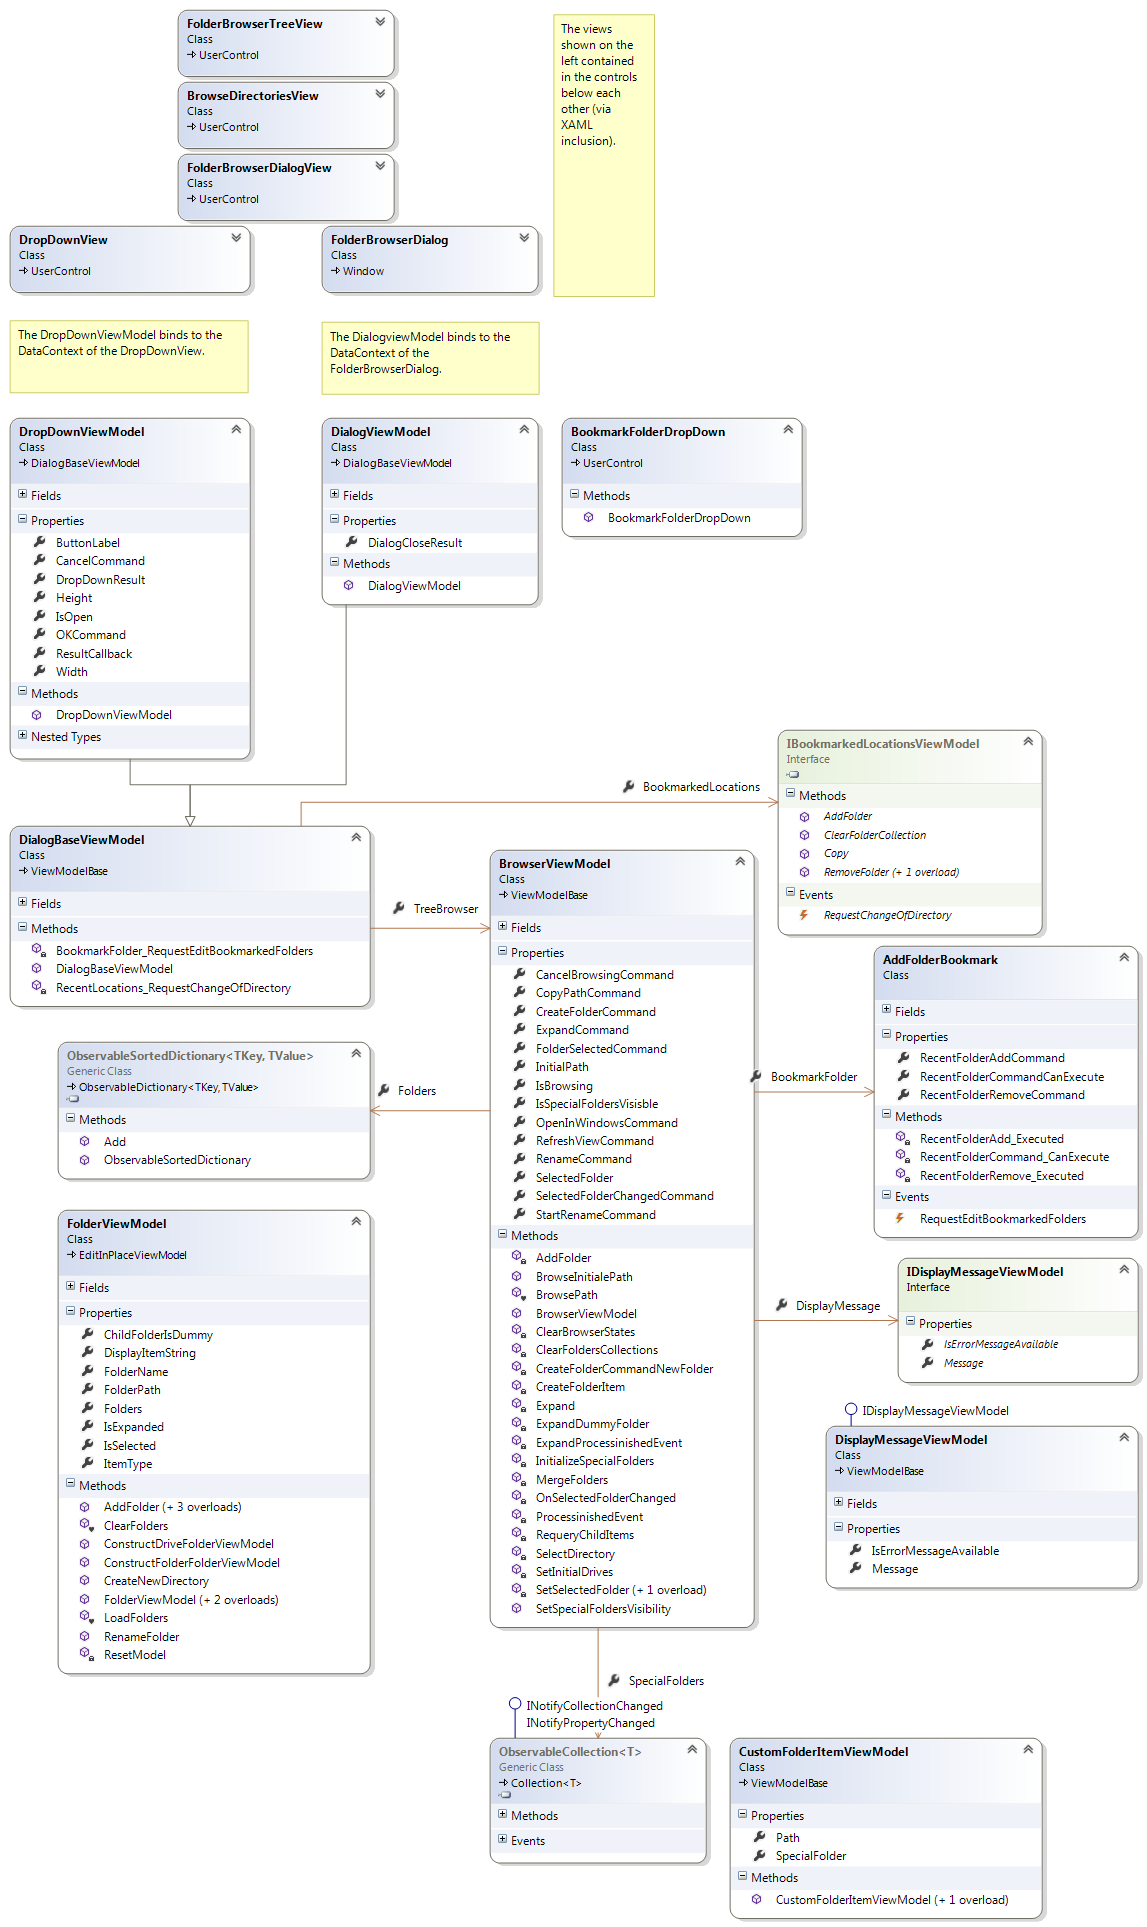 FolderBrowserTreeView
Class
UserControl
BrowseDirectoriesView
Class
UserControl
FolderBrowserDialogView
Class
UserControl
The views
shown on the
left contained
in the controls
below each
other (via
XAML
inclusion).
DropDownView
Class
UserControl
FolderBrowserDialog
Class
Window
The DropDownViewModel binds to the
DataContext of the DropDownView.
The DialogviewModel binds to the
DataContext of the
FolderBrowserDialog.
DropDownViewModel
Class
DialogBaseViewModel
Fields
Properties
ButtonLabel
CancelCommand
DropDownResult
Height
IsOpen
OKCommand
ResultCallback
Width
Methods
DropDownViewModel
Nested Types
DialogViewModel
Class
DialogBaseViewModel
Fields
Properties
DialogCloseResult
Methods
DialogViewModel
BookmarkFolderDropDown
Class
UserControl
Methods
BookmarkFolderDropDown
BookmarkedLocations
IBookmarkedLocationsViewModel
Interface
Methods
AddFolder
ClearFolderCollection
Copy
RemoveFolder (+ 1 overload)
Events
RequestChangeOfDirectory
DialogBaseViewModel
Class
ViewModelBase
Fields
Methods
BookmarkFolder_RequestEditBookmarkedFolders
DialogBaseViewModel
RecentLocations_RequestChangeOfDirectory
TreeBrowser
BrowserViewModel
Class
ViewModelBase
Fields
Properties
CancelBrowsingCommand
CopyPathCommand
CreateFolderCommand
ExpandCommand
FolderSelectedCommand
InitialPath
IsBrowsing
IsSpecialFoldersVisisble
OpenInWindowsCommand
RefreshViewCommand
RenameCommand
SelectedFolder
SelectedFolderChangedCommand
StartRenameCommand
Methods
AddFolder
BrowseInitialePath
BrowsePath
BrowserViewModel
ClearBrowserStates
ClearFoldersCollections
CreateFolderCommandNewFolder
CreateFolderItem
Expand
ExpandDummyFolder
ExpandProcessinishedEvent
InitializeSpecialFolders
MergeFolders
OnSelectedFolderChanged
ProcessinishedEvent
RequeryChildItems
SelectDirectory
SetInitialDrives
SetSelectedFolder (+ 1 overload)
SetSpecialFoldersVisibility
AddFolderBookmark
Class
Fields
Properties
RecentFolderAddCommand
RecentFolderCommandCanExecute
RecentFolderRemoveCommand
Methods
RecentFolderAdd_Executed
RecentFolderCommand_CanExecute
RecentFolderRemove_Executed
Events
RequestEditBookmarkedFolders
BookmarkFolder
ObservableSortedDictionary<TKey, TValue>
Generic Class
ObservableDictionary<TKey, TValue>
Methods
Add
ObservableSortedDictionary
Folders
FolderViewModel
Class
EditInPlaceViewModel
Fields
Properties
ChildFolderIsDummy
DisplayItemString
FolderName
FolderPath
Folders
IsExpanded
IsSelected
ItemType
Methods
AddFolder (+ 3 overloads)
ClearFolders
ConstructDriveFolderViewModel
ConstructFolderFolderViewModel
CreateNewDirectory
FolderViewModel (+ 2 overloads)
LoadFolders
RenameFolder
ResetModel
DisplayMessage
IDisplayMessageViewModel
Interface
Properties
IsErrorMessageAvailable
Message
IDisplayMessageViewModel
DisplayMessageViewModel
Class
ViewModelBase
Fields
Properties
IsErrorMessageAvailable
Message
SpecialFolders
INotifyCollectionChanged
INotifyPropertyChanged
ObservableCollection<T>
Generic Class
Collection<T>
Methods
Events
CustomFolderItemViewModel
Class
ViewModelBase
Properties
Path
SpecialFolder
Methods
CustomFolderItemViewModel (+ 1 overload)